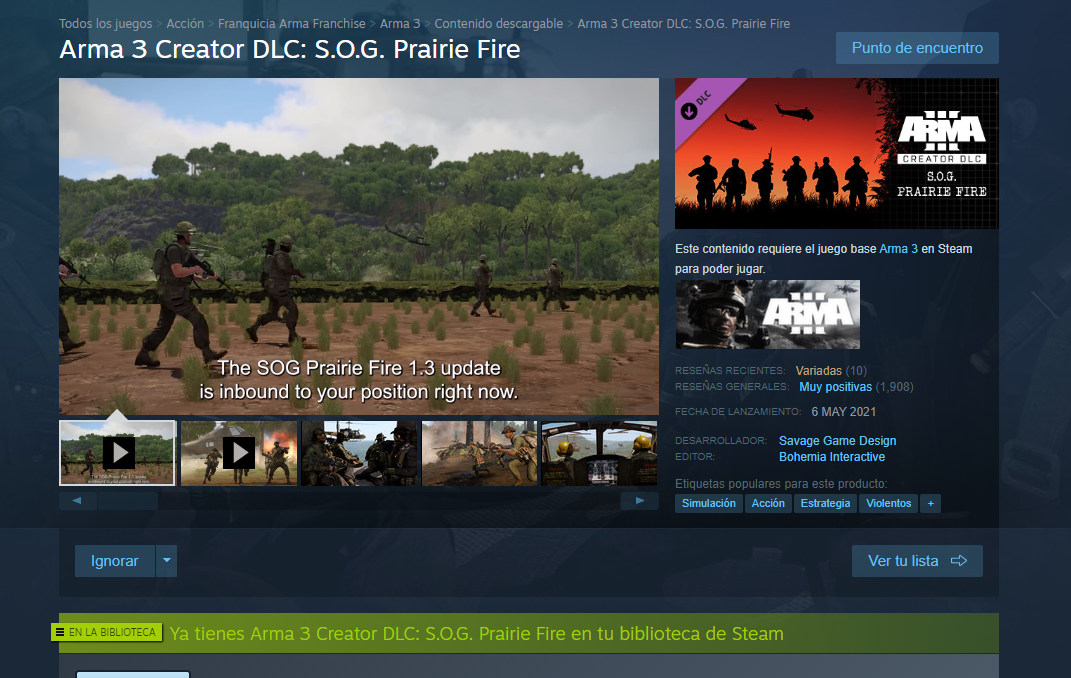 Todos los juegos > Acción > Franquicia Arma Franchise > Arma 3 > Contenido descargable > Arma 3 Creator DLC: S.O.G. Prairie Fire
Arma 3 Creator DLC: S.O.G. Prairie Fire
Punto de encuentro
The SOG Prairie Fire 1.3 update
is inbound to your position right now.
DLC
ARMA III
CREATOR DLC
S.O.G.
PRAIRIE FIRE
Este contenido requiere el juego base Arma 3 en Steam
para poder jugar.
ARMA III
RESEÑAS RECIENTES: Variadas (10)
RESEÑAS GENERALES: Muy positivas (1,908)
FECHA DE LANZAMIENTO: 6 MAY 2021
DESARROLLADOR: Savage Game Design
EDITOR: Bohemia Interactive
Etiquetas populares para este producto:
Simulación Acción Estrategia Violentos +
Ignorar
Ver tu lista
EN LA BIBLIOTECA
Ya tienes Arma 3 Creator DLC: S.O.G. Prairie Fire en tu biblioteca de Steam